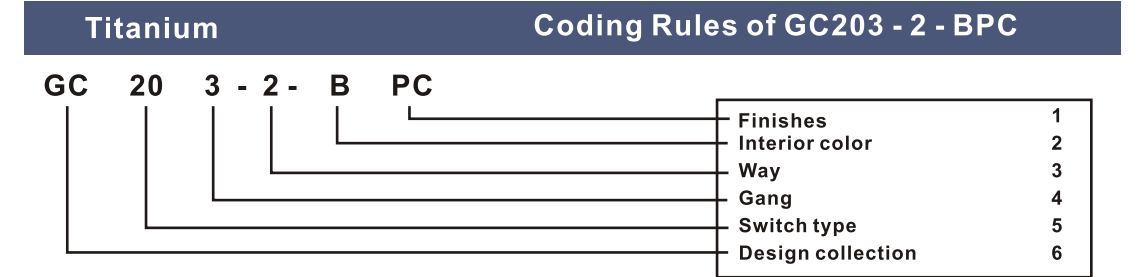 Titanium Coding Rules of GC203 - 2 - BPC
GC 20 3 - 2 - B PC
Finishes 1
Interior color 2
Way 3
Gang 4
Switch type 5
Design collection 6